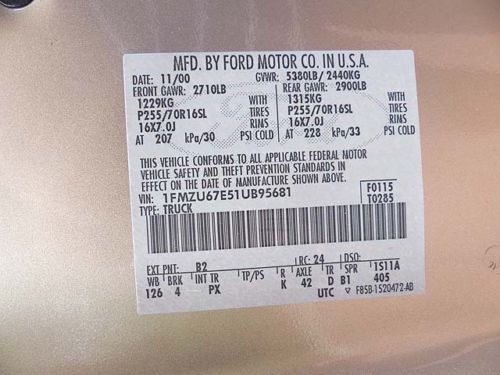 MFD. BY FORD MOTOR CO. IN U.S.A.
DATE: 11/00 GVWR: 5380LB/ 2440KG
FRONT GAWR: 2710LB REAR GAWR: 2900LB
1229KG WITH 1315KG WITH
P255/70R16SL TIRES P255/70R16SL TIRES
16X7.0J RIMS 16X7.0J RIMS
AT 207 kPa/30 PSI COLD AT 228 kPa/33 PSI COLD
THIS VEHICLE CONFORMS TO ALL APPLICABLE FEDERAL MOTOR
VEHICLE SAFETY AND THEFT PREVENTION STANDARDS IN
EFFECT ON THE DATE OF MANUFACTURE SHOWN ABOVE.
VIN: 1FMZU67E51UB95681 F0115
TYPE: TRUCK T0285
EXT PNT: B2 RC: 24 DSO:
WB BRK INT TR TP/PS R AXLE TR SPR 1S11A
126 4 PX K 42 D B1 405
UTC F85B-1520472-AB